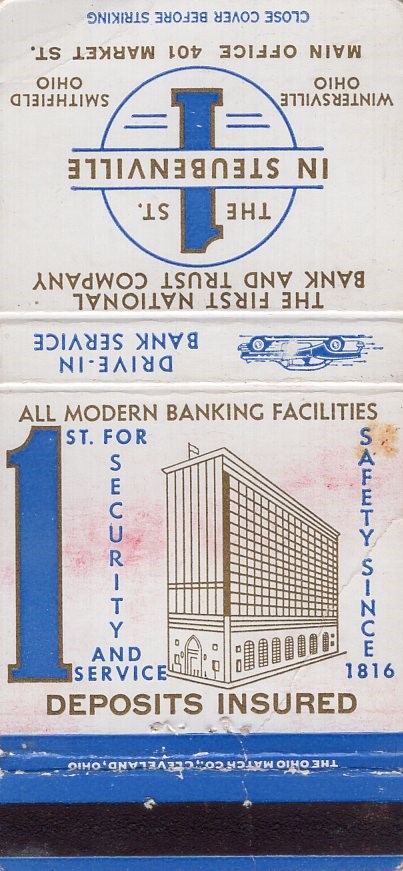 CLOSE COVER BEFORE STRIKING
MAIN OFFICE 401 MARKET ST.
WINTERSVILLE OHIO
SMITHFIELD OHIO
THE 1 ST.
IN STEUBENVILLE
THE FIRST NATIONAL
BANK AND TRUST COMPANY
DRIVE-IN
BANK SERVICE
ALL MODERN BANKING FACILITIES
1 ST. FOR
SECURITY
AND
SERVICE
SAFETY SINCE
1816
DEPOSITS INSURED
THE OHIO MATCH CO., CLEVELAND, OHIO